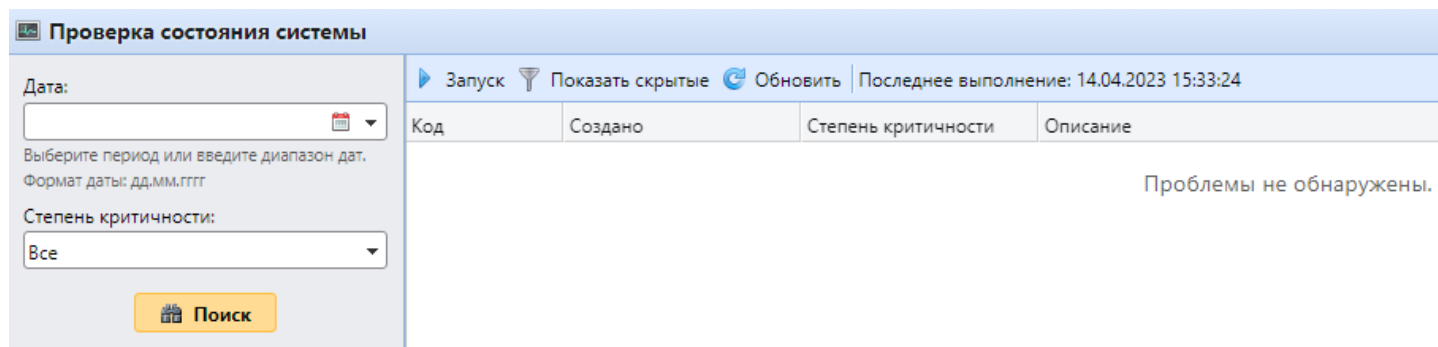 Проверка состояния системы
Дата:
Выберите период или введите диапазон дат.
Формат даты: дд.мм.гггг
Степень критичности:
Все
Поиск
Запуск Показать скрытые Обновить Последнее выполнение: 14.04.2023 15:33:24
Код Создано Степень критичности Описание
Проблемы не обнаружены.